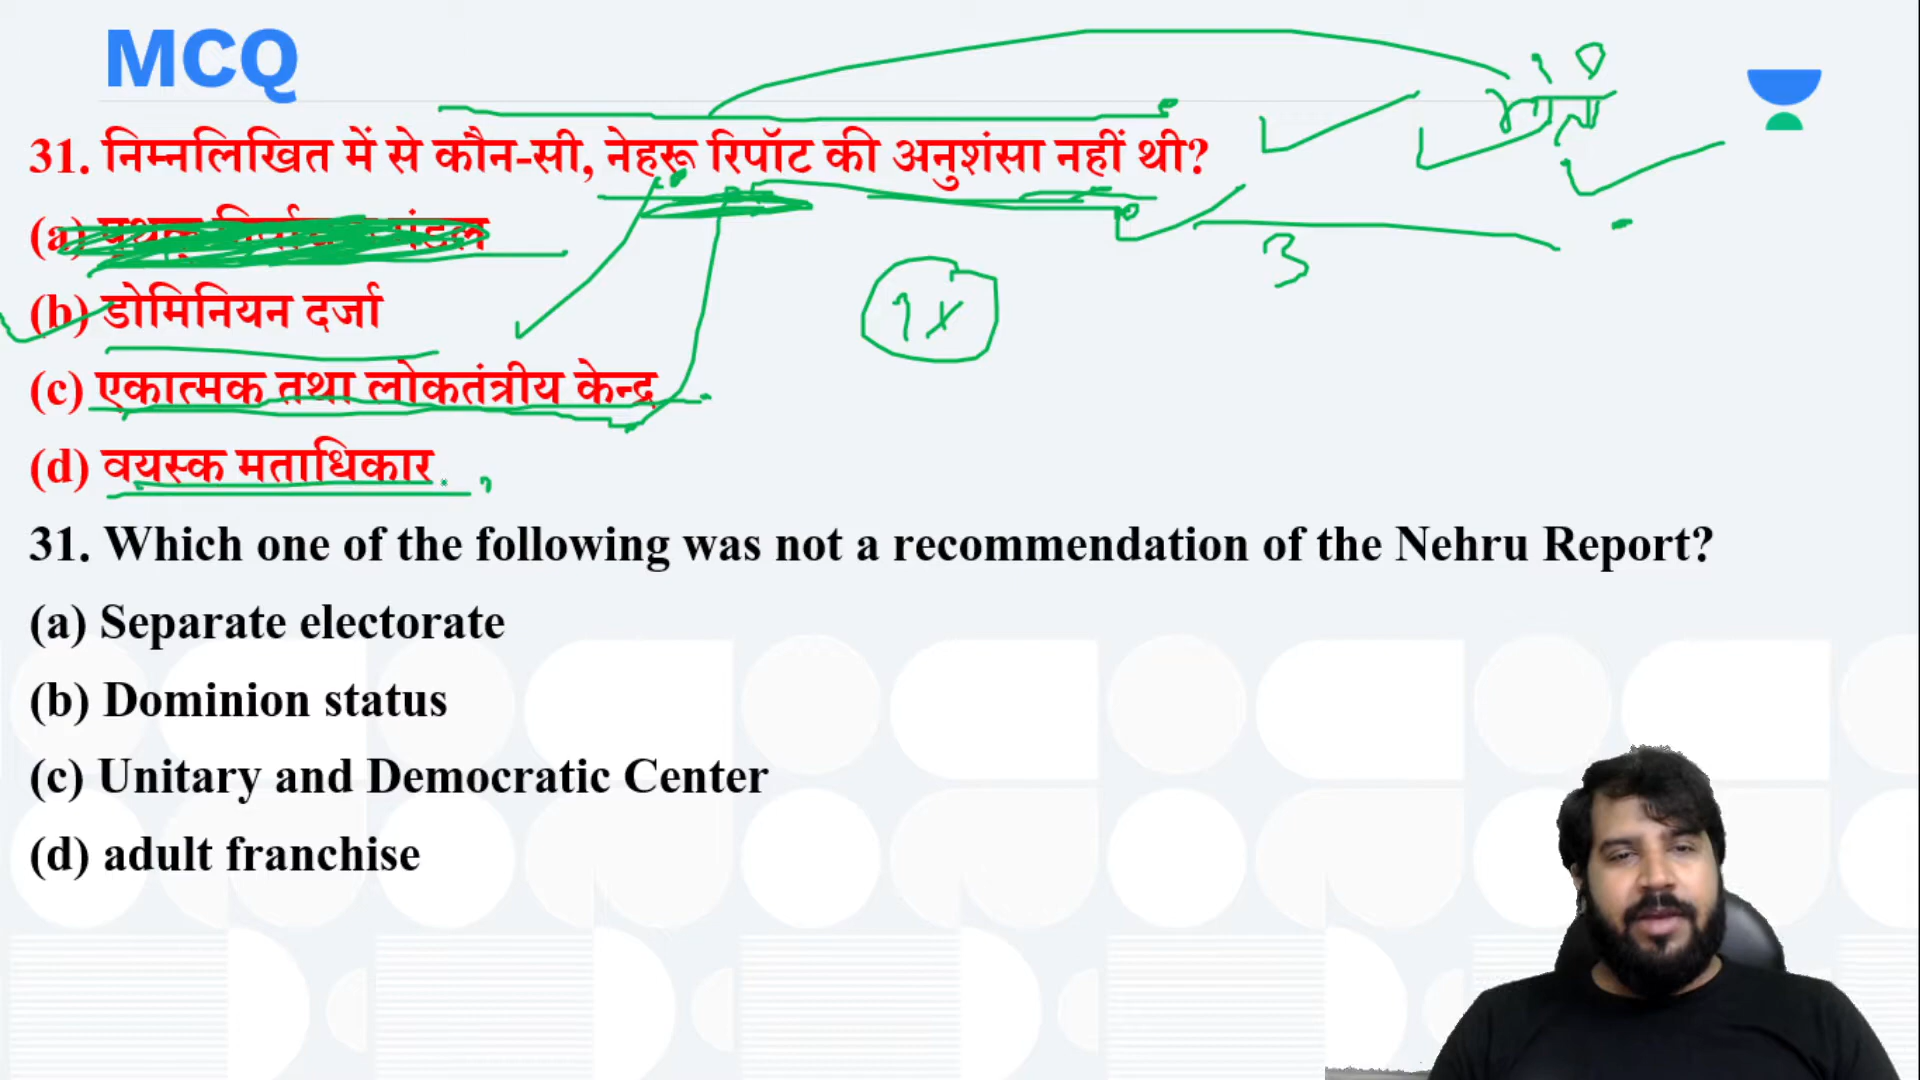 MCQ
31. निम्नलिखित में से कौन-सी, नेहरू रिपॉट की अनुशंसा नहीं थी?
(a)
(b) डोमिनियन दर्जा
(c) एकात्मक तथा लोकतंत्रीय केन्द्र
(d) वयस्क मताधिकार
3
31. Which one of the following was not a recommendation of the Nehru Report?
(a) Separate electorate
(b) Dominion status
(c) Unitary and Democratic Center
(d) adult franchise